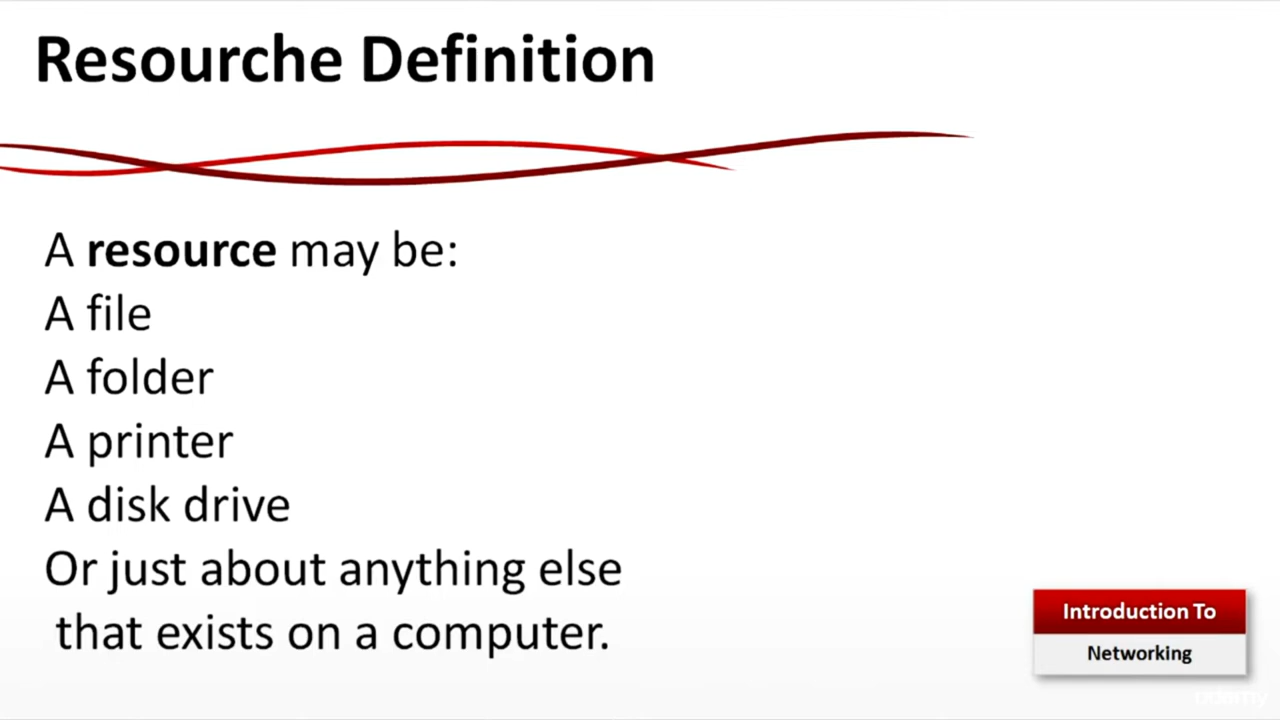 Resourche Definition
A resource may be:
A file
A folder
A printer
A disk drive
Or just about anything else
that exists on a computer.
Introduction To
Networking
udemy